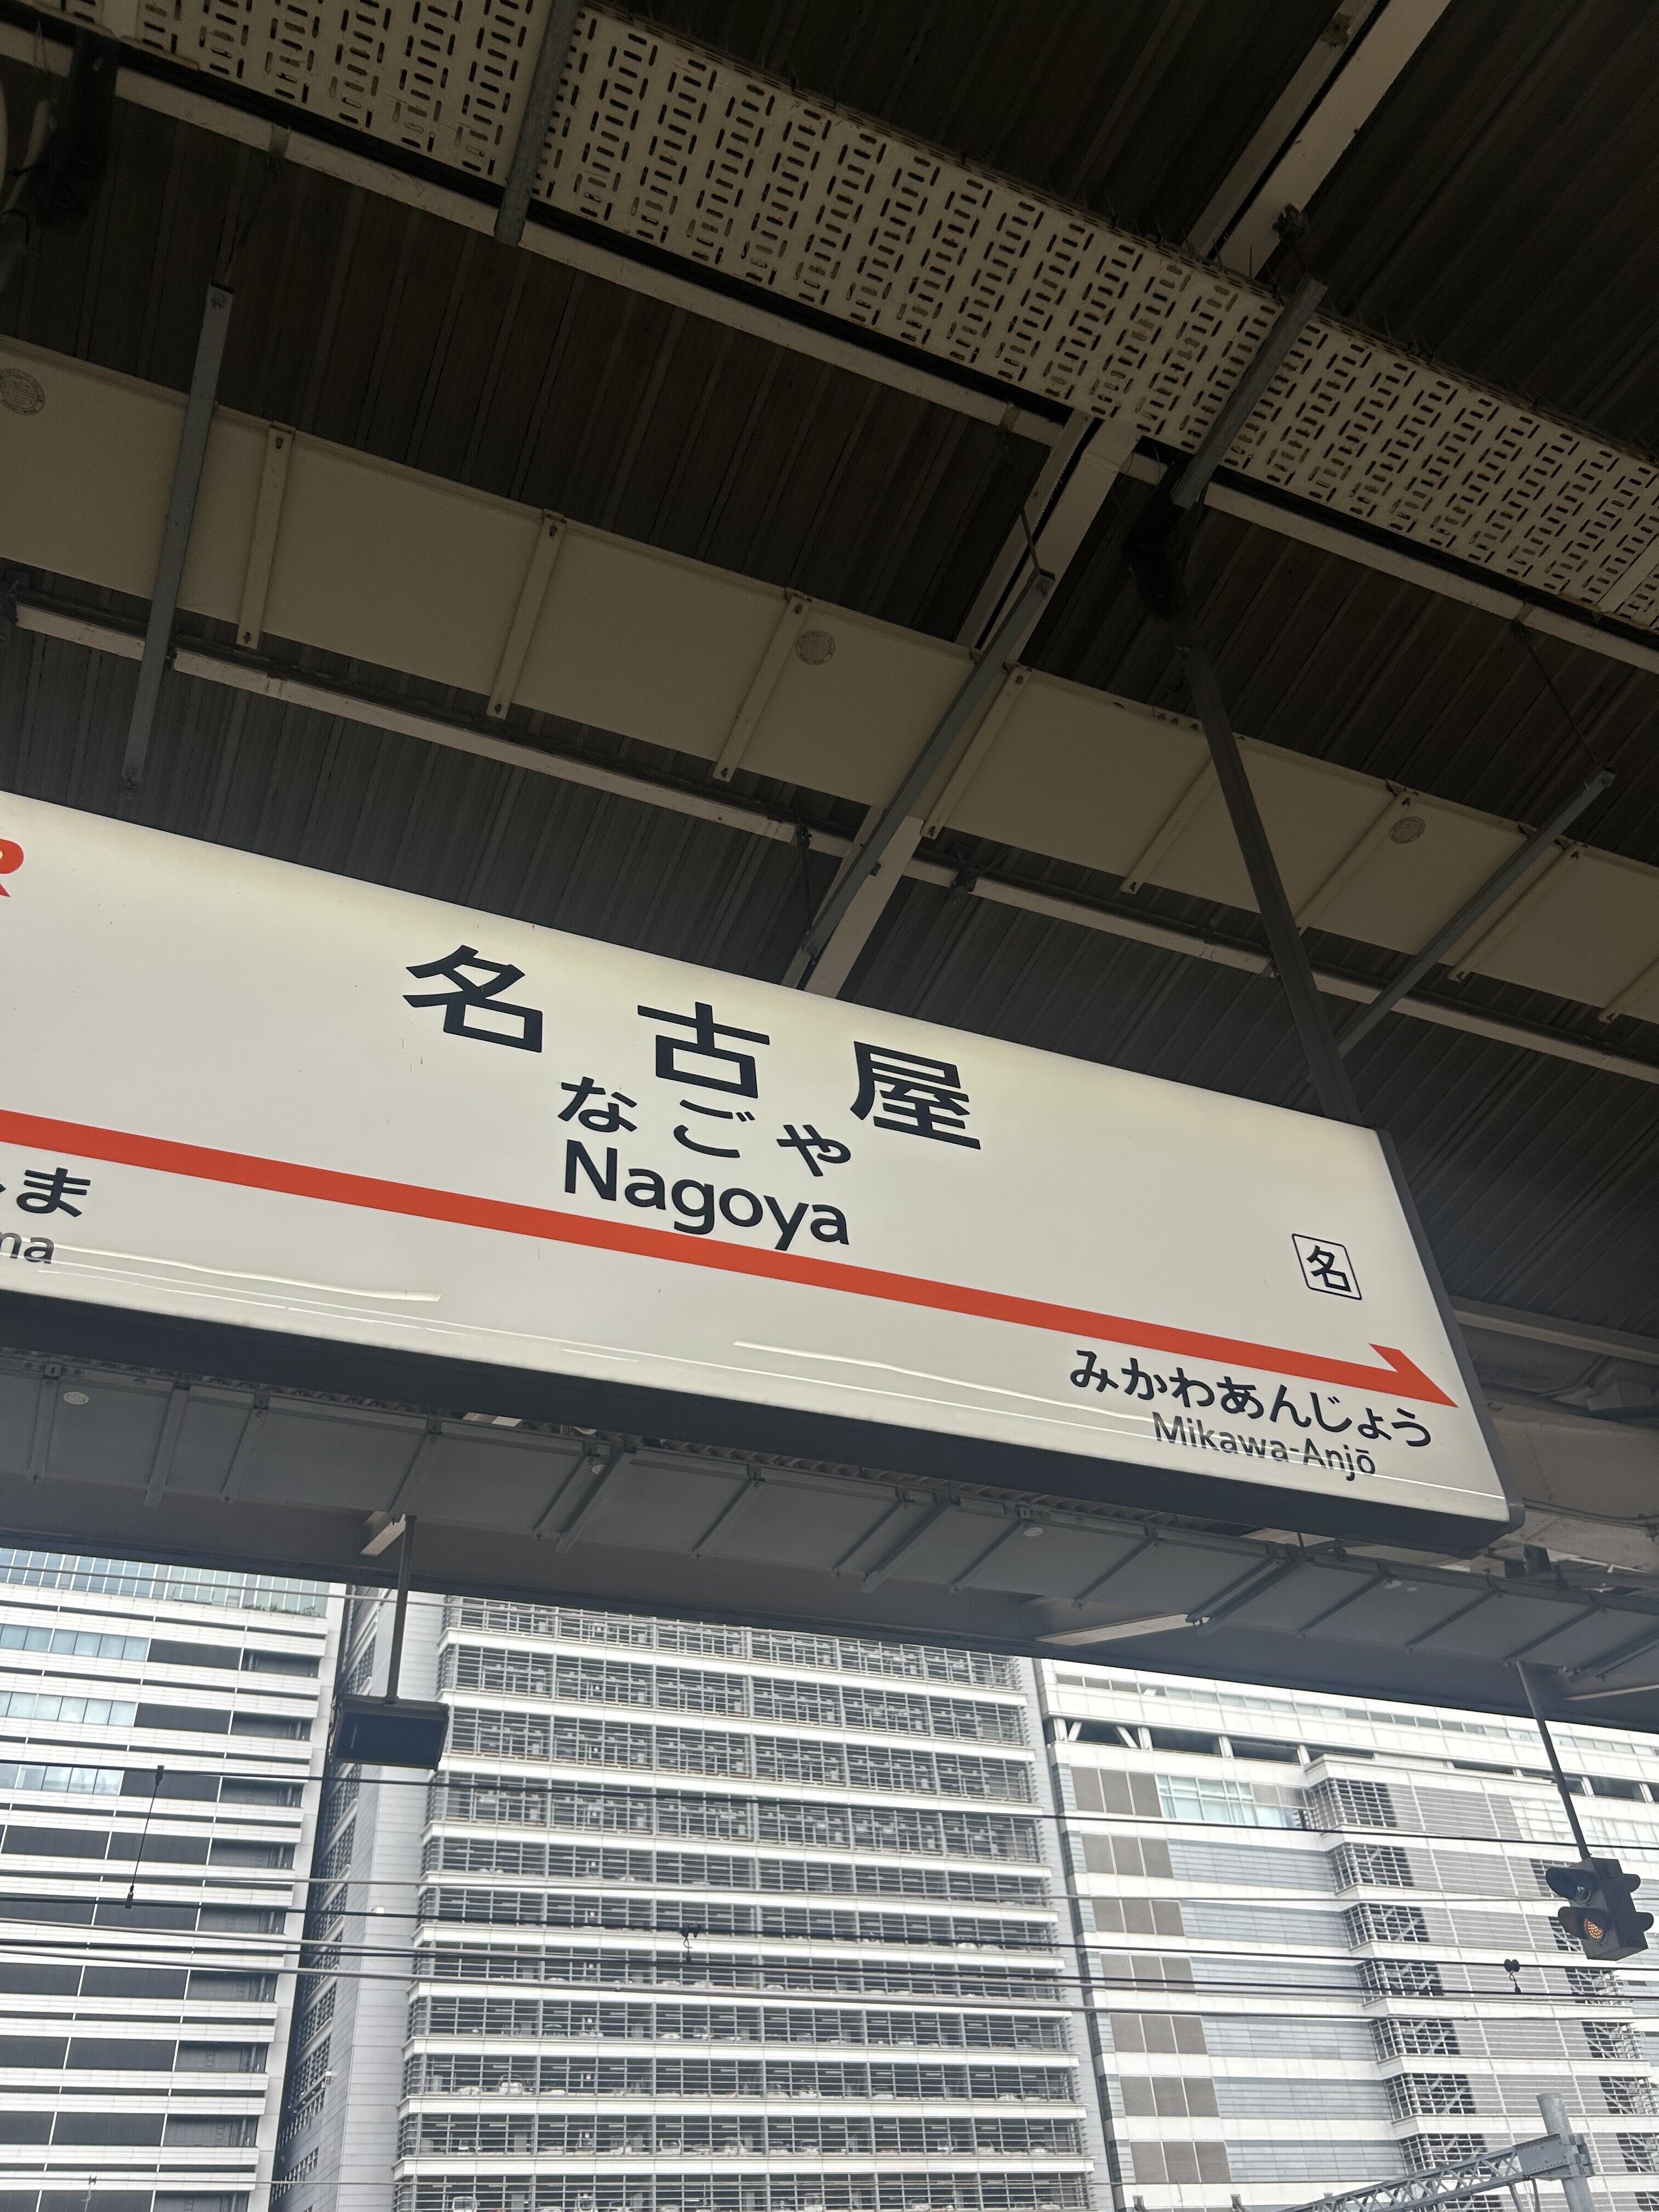 名古屋
なごや
Nagoya
名
みかわあんじょう
Mikawa-Anjō